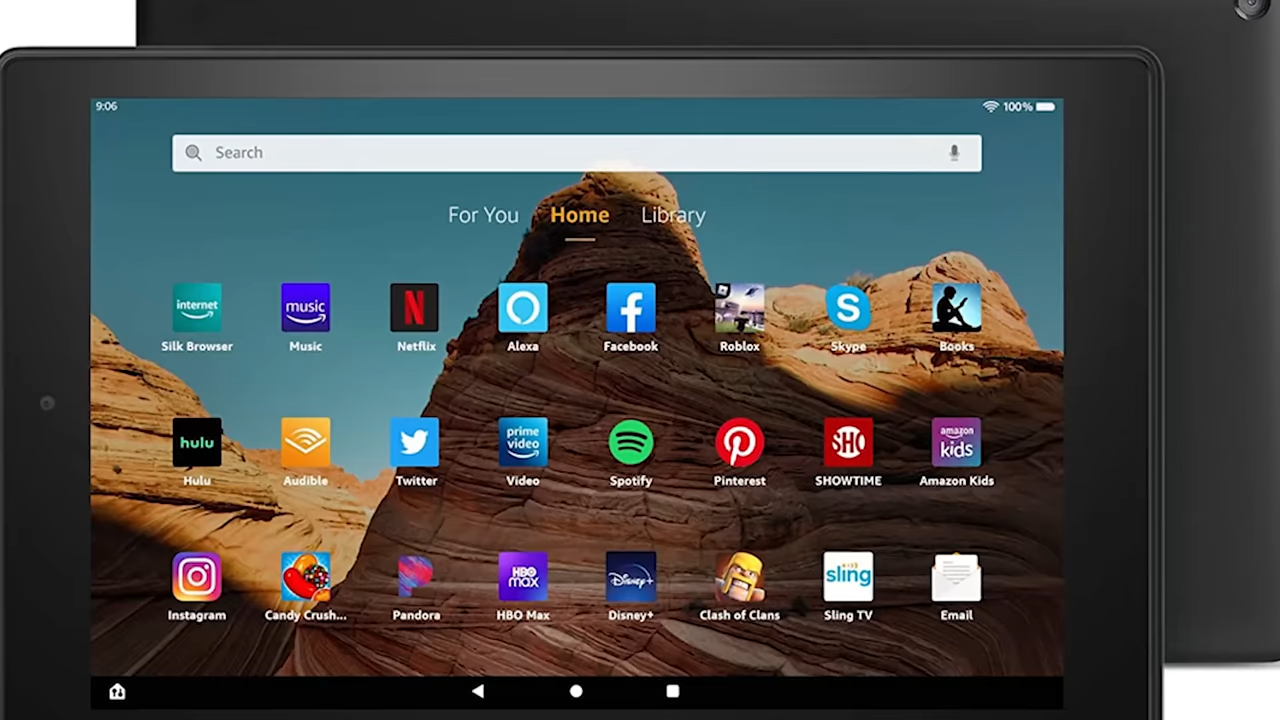 9:06
100%
Search
For You Home Library
internet
music
Silk Browser Music Netflix Alexa Facebook Roblox Skype Books
hulu
prime video
SHO
amazon kids
Hulu Audible Twitter Video Spotify Pinterest SHOWTIME Amazon Kids
HBO max
Disney+
sling
Instagram Candy Crush... Pandora HBO Max Disney+ Clash of Clans Sling TV Email